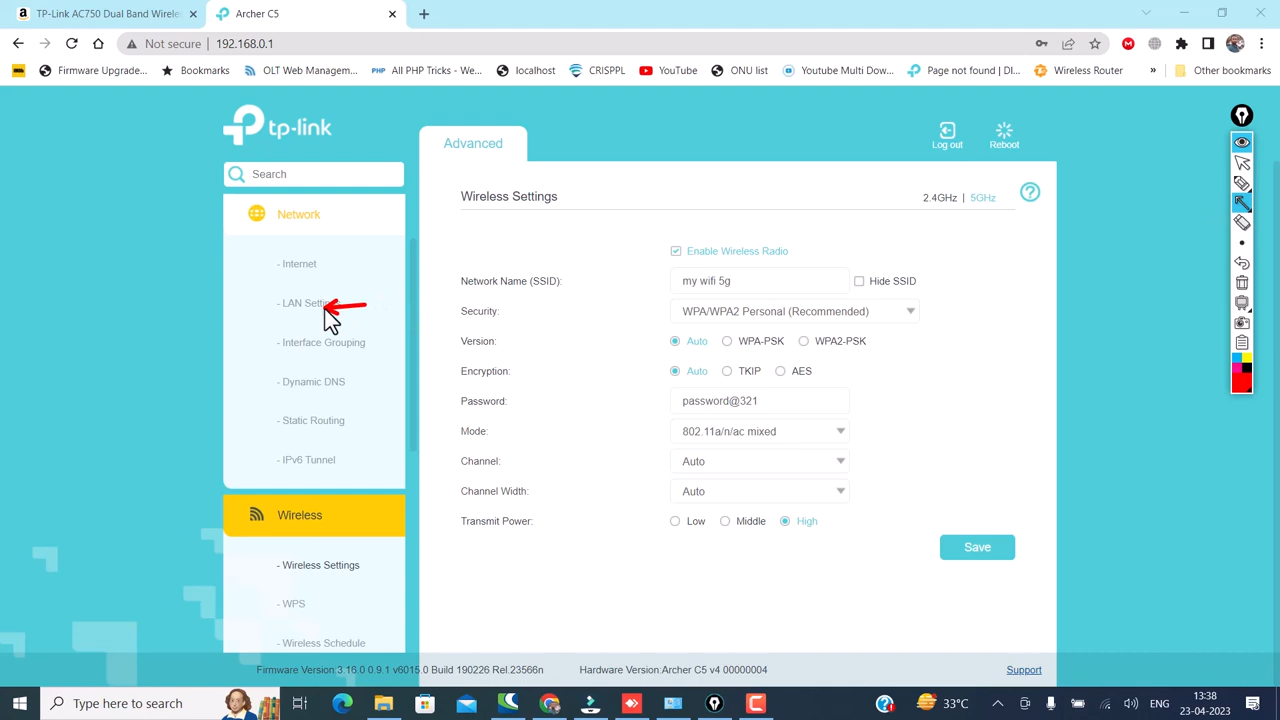 TP-Link AC750 Dual Band Wirele
Archer C5
Not secure
192.168.0.1
Firmware Upgrade...
Bookmarks
OLT Web Managem...
PHP All PHP Tricks - We...
localhost
CRISPPL
YouTube
ONU list
Youtube Multi Dow...
Page not found | DI...
Wireless Router
»
Other bookmarks
tp-link
Advanced
Log out
Reboot
Search
Network
- Internet
- LAN Settings
- Interface Grouping
- Dynamic DNS
- Static Routing
- IPv6 Tunnel
Wireless
- Wireless Settings
- WPS
- Wireless Schedule
Wireless Settings
2.4GHz | 5GHz
Enable Wireless Radio
Network Name (SSID): my wifi 5g Hide SSID
Security: WPA/WPA2 Personal (Recommended)
Version: Auto WPA-PSK WPA2-PSK
Encryption: Auto TKIP AES
Password: password@321
Mode: 802.11a/n/ac mixed
Channel: Auto
Channel Width: Auto
Transmit Power: Low Middle High
Save
Firmware Version:3.16.0 0.9.1 v6015.0 Build 190226 Rel.23566n
Hardware Version:Archer C5 v4 00000004
Support
Type here to search
33°C
ENG
13:38
23-04-2023